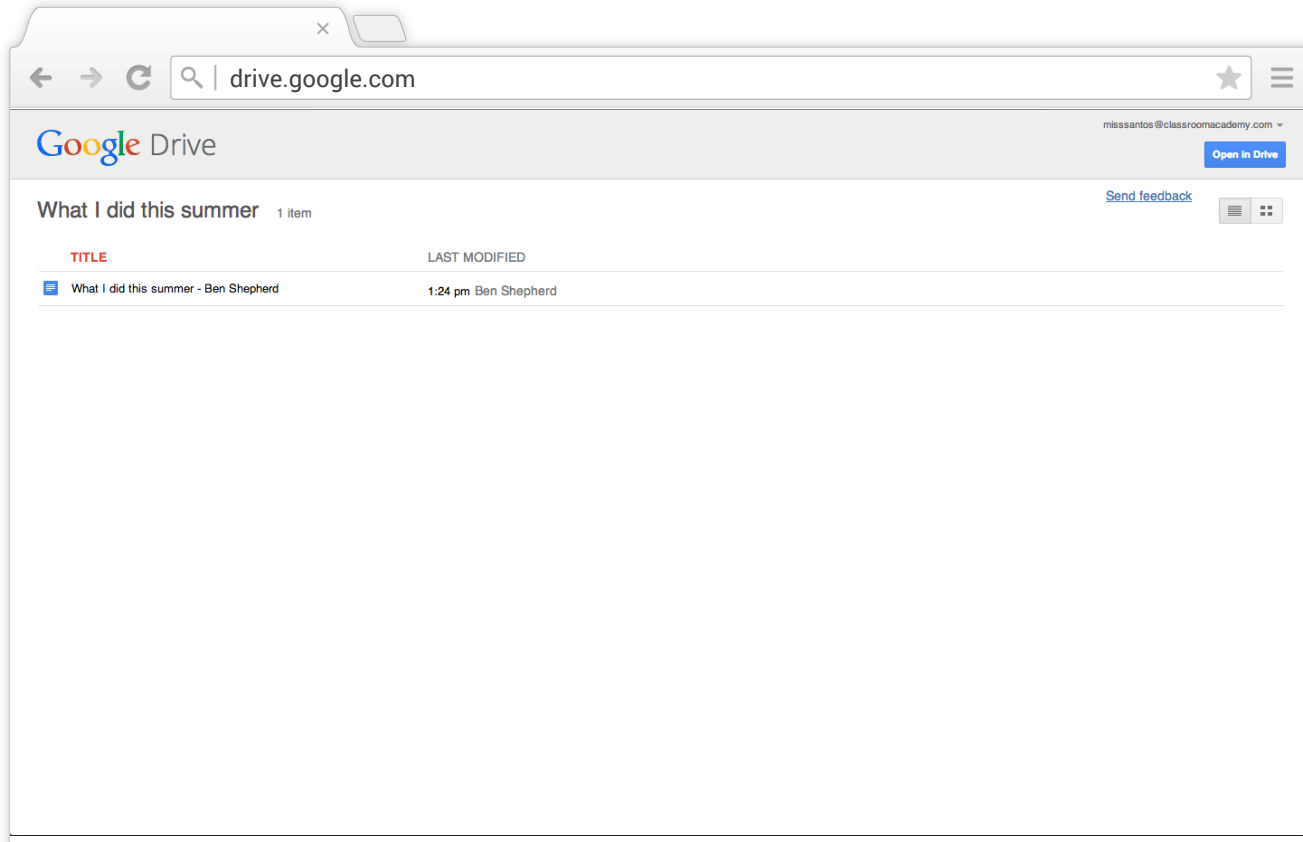 drive.google.com
misssantos@classroomacademy.com
Google Drive
Open in Drive
Send feedback
What I did this summer 1 item
TITLE LAST MODIFIED
What I did this summer - Ben Shepherd 1:24 pm Ben Shepherd